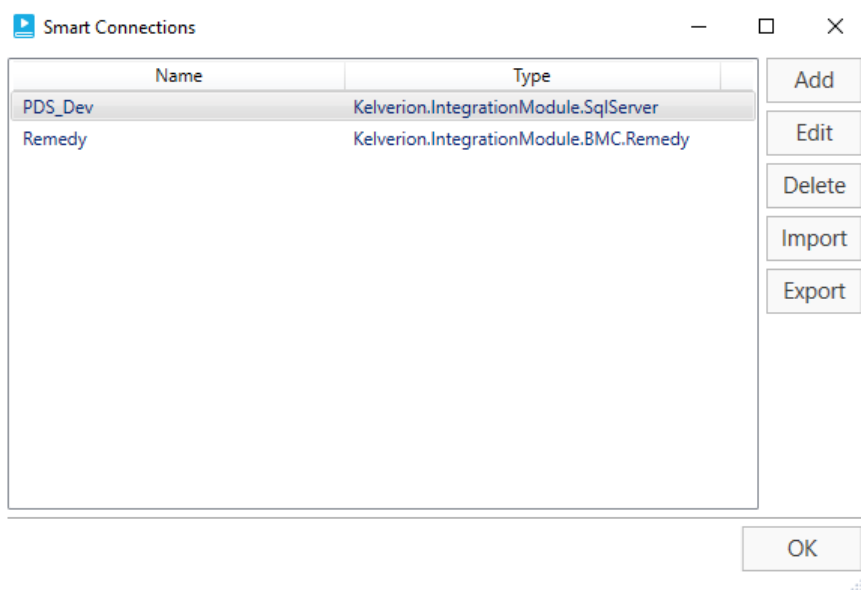 Smart Connections
Name Type
PDS_Dev Kelverion.IntegrationModule.SqlServer
Remedy Kelverion.IntegrationModule.BMC.Remedy
Add
Edit
Delete
Import
Export
OK